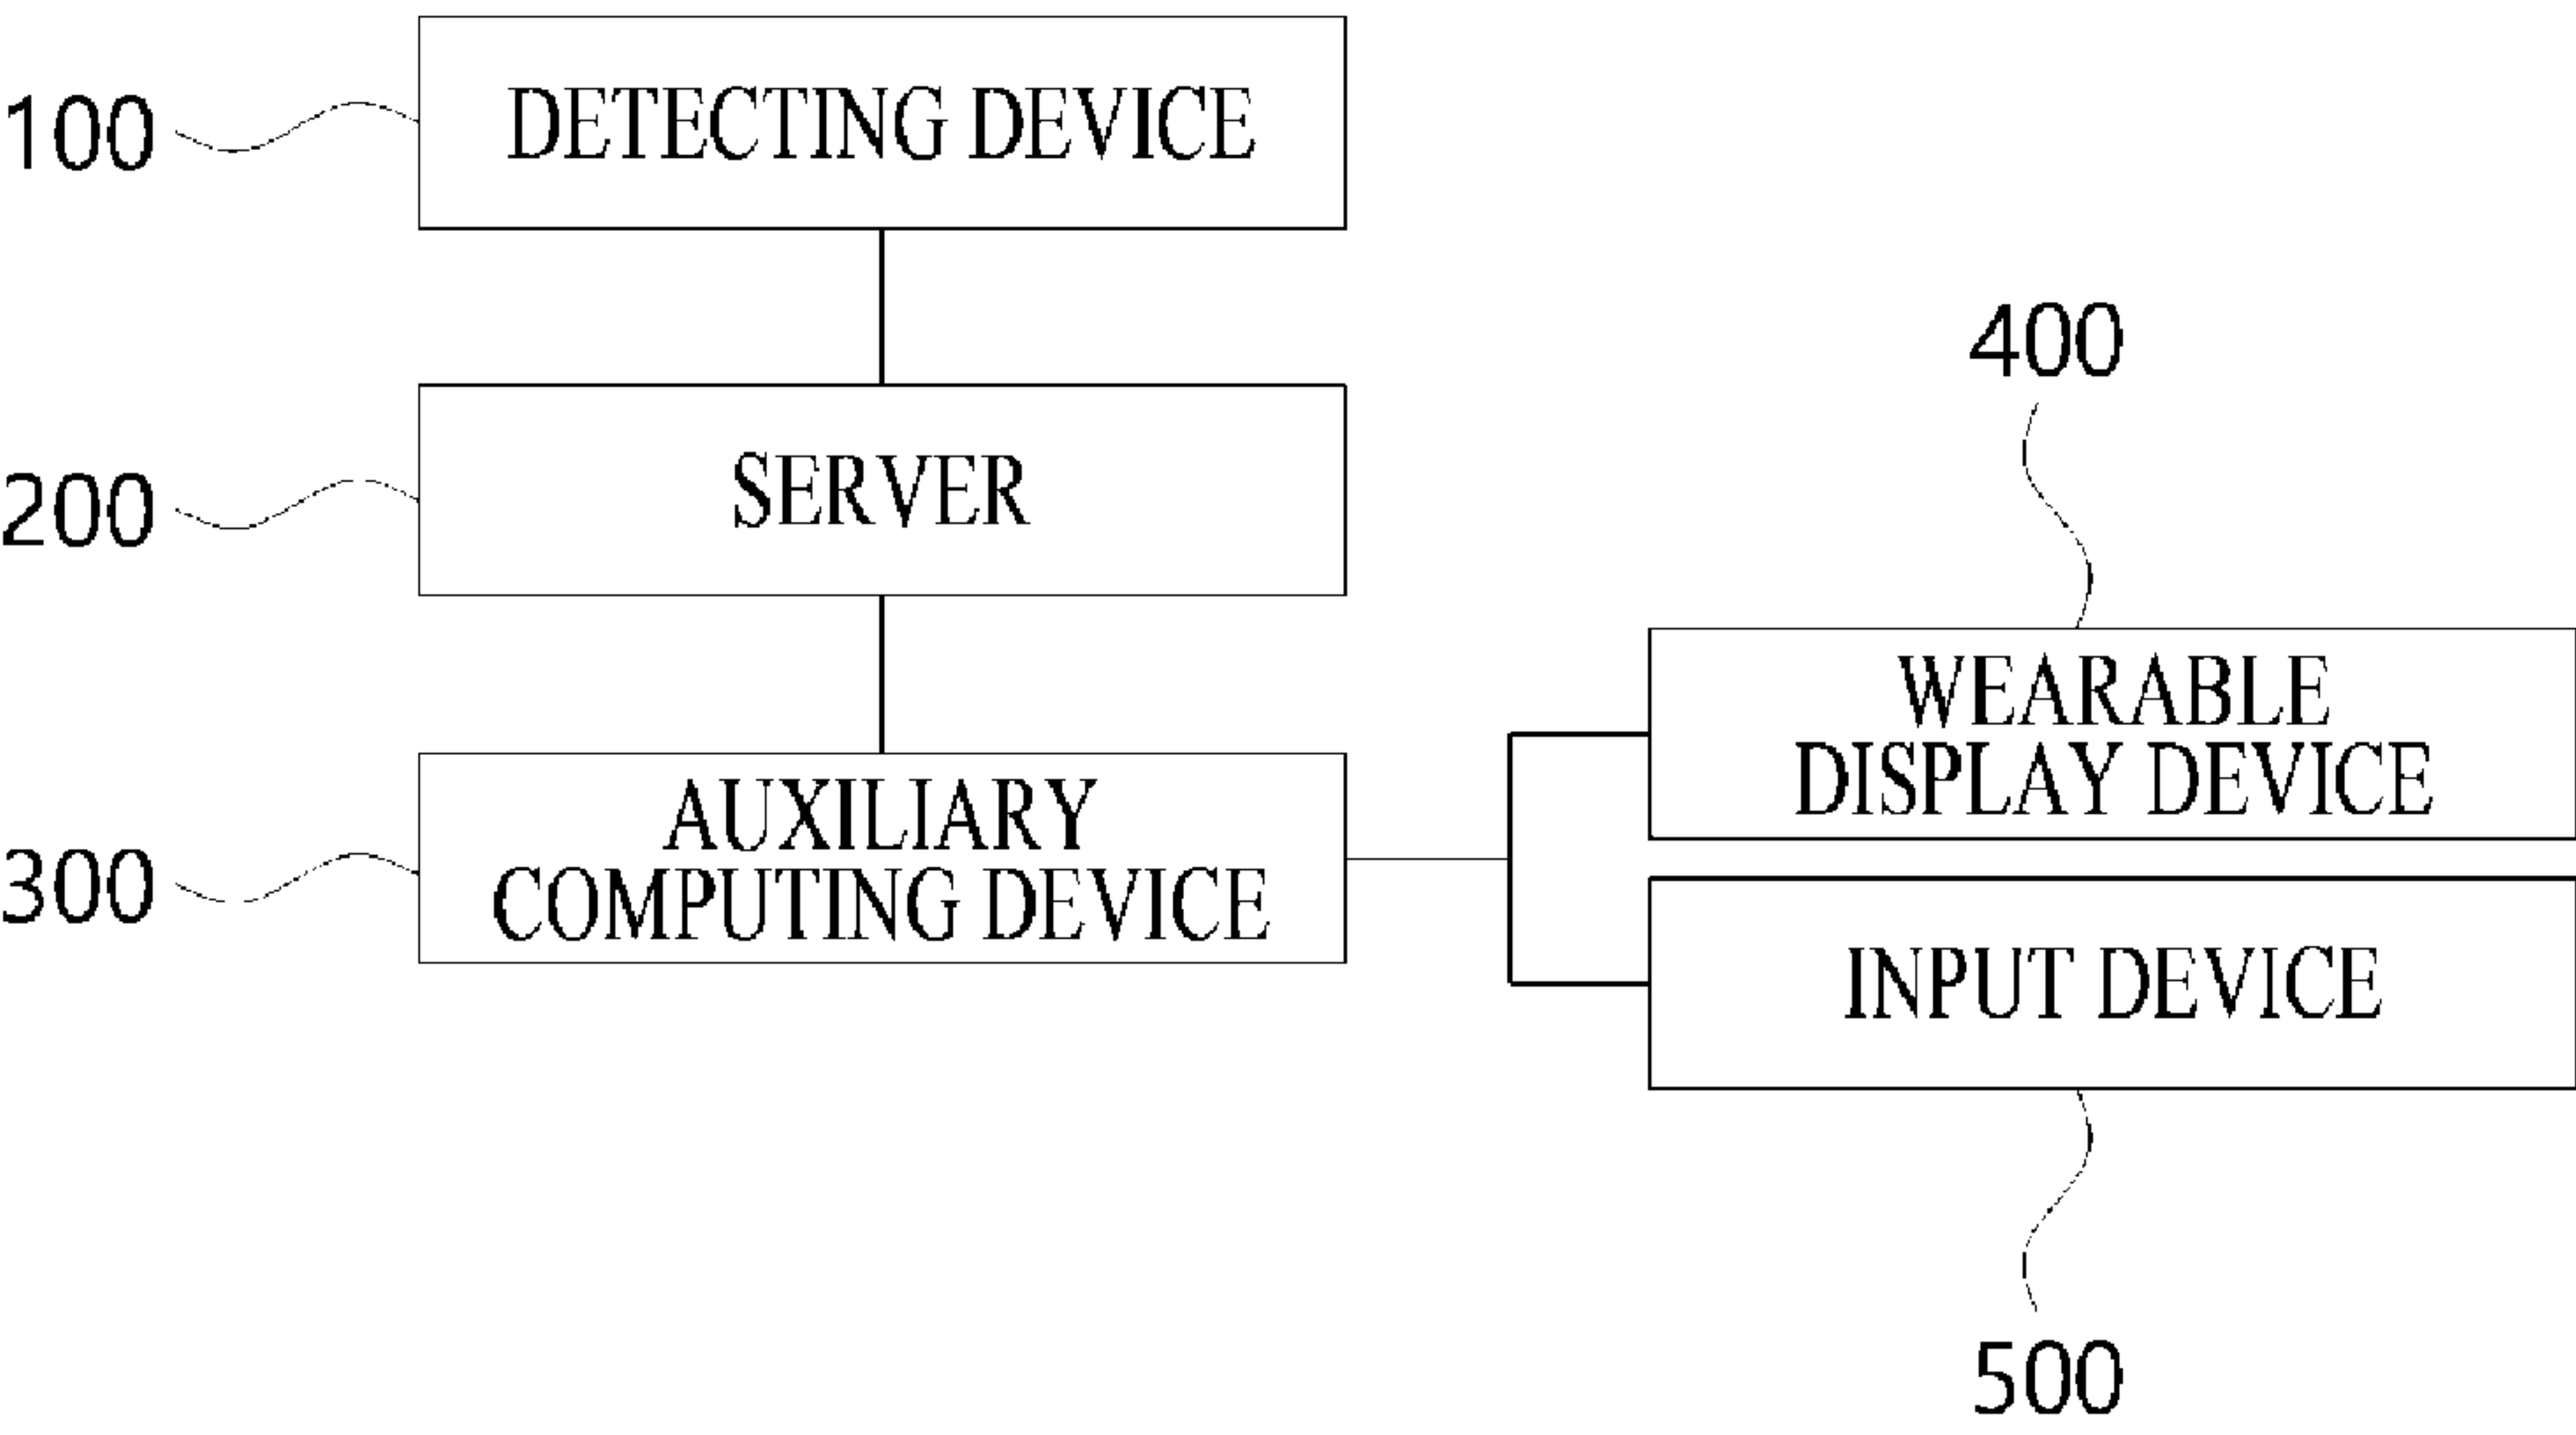 100
DETECTING DEVICE
200
SERVER
300
AUXILIARY
COMPUTING DEVICE
400
WEARABLE
DISPLAY DEVICE
INPUT DEVICE
500